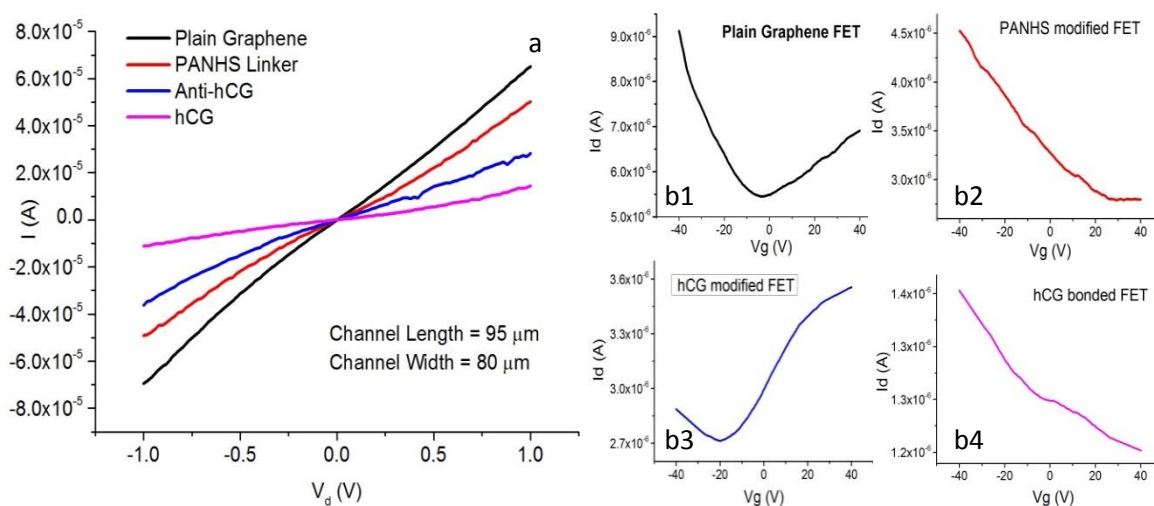 a
8.0x10⁻⁵
6.0x10⁻⁵
4.0x10⁻⁵
2.0x10⁻⁵
0.0
-2.0x10⁻⁵
-4.0x10⁻⁵
-6.0x10⁻⁵
-8.0x10⁻⁵
I (A)
Plain Graphene
PANHS Linker
Anti-hCG
hCG
Channel Length = 95 μm
Channel Width = 80 μm
-1.0 -0.5 0.0 0.5 1.0
V_d (V)
b1
Plain Graphene FET
9.0x10⁻⁶
8.0x10⁻⁶
7.0x10⁻⁶
6.0x10⁻⁶
5.0x10⁻⁶
Id (A)
-40 -20 0 20 40
Vg (V)
b2
PANHS modified FET
4.5x10⁻⁶
4.0x10⁻⁶
3.5x10⁻⁶
3.0x10⁻⁶
Id (A)
-40 -20 0 20 40
Vg (V)
b3
hCG modified FET
3.6x10⁻⁶
3.3x10⁻⁶
3.0x10⁻⁶
2.7x10⁻⁶
Id (A)
-40 -20 0 20 40
Vg (V)
b4
hCG bonded FET
1.4x10⁻⁶
1.3x10⁻⁶
1.3x10⁻⁶
1.2x10⁻⁶
Id (A)
-40 -20 0 20 40
Vg (V)